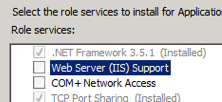 Select the role services to install for Applicatio
Role services:
.NET Framework 3.5.1 (Installed)
Web Server (IIS) Support
COM+ Network Access
TCP Port Sharing (Installed)